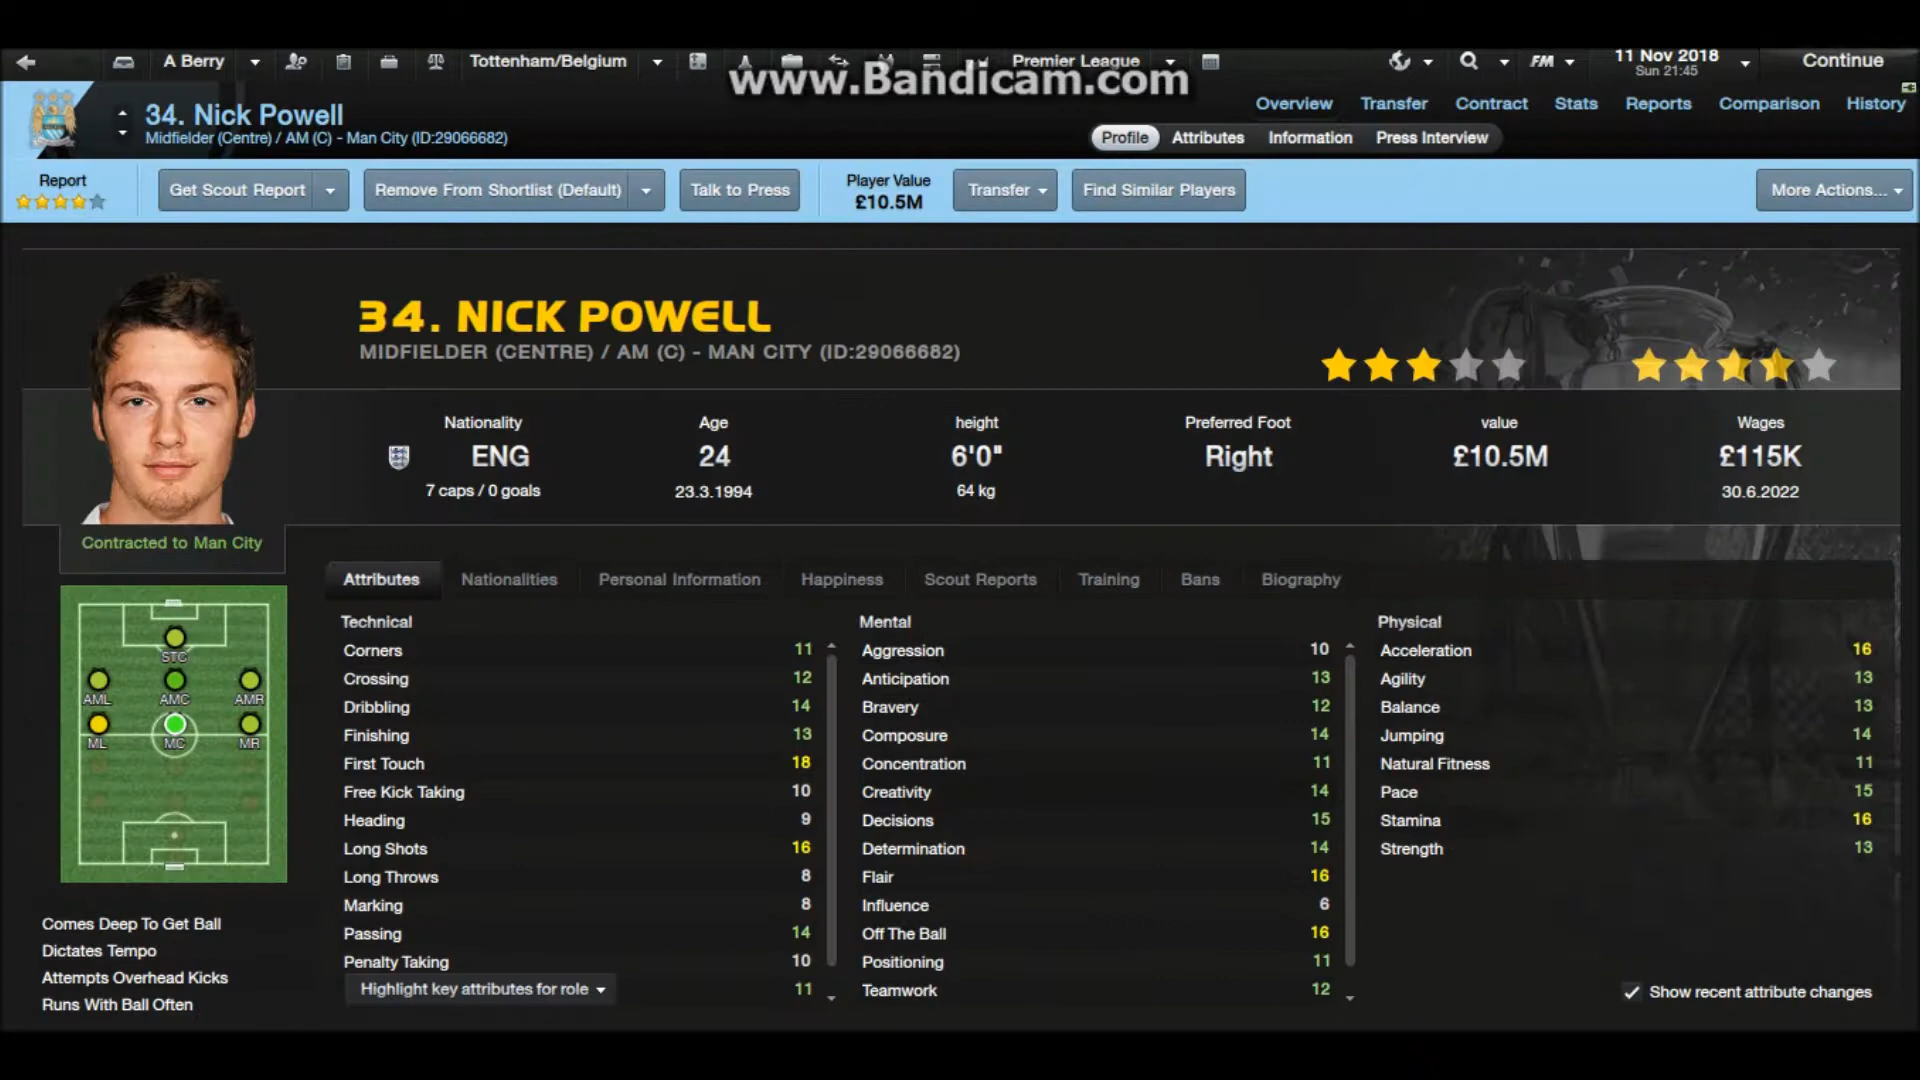 A Berry
Tottenham/Belgium
Premier League
FM
11 Nov 2018
Sun 21:45
Continue
www.Bandicam.com
34. Nick Powell
Midfielder (Centre) / AM (C) - Man City (ID:29066682)
Overview Transfer Contract Stats Reports Comparison History
Profile Attributes Information Press Interview
Report
Get Scout Report
Remove From Shortlist (Default)
Talk to Press
Player Value
£10.5M
Transfer
Find Similar Players
More Actions...
34. NICK POWELL
MIDFIELDER (CENTRE) / AM (C) - MAN CITY (ID:29066682)
Nationality Age height Preferred Foot value Wages
ENG 24 6'0" Right £10.5M £115K
7 caps / 0 goals 23.3.1994 64 kg 30.6.2022
Contracted to Man City
Attributes Nationalities Personal Information Happiness Scout Reports Training Bans Biography
STC
AML AMC AMR
ML MC MR
Comes Deep To Get Ball
Dictates Tempo
Attempts Overhead Kicks
Runs With Ball Often
Technical
Corners 11
Crossing 12
Dribbling 14
Finishing 13
First Touch 18
Free Kick Taking 10
Heading 9
Long Shots 16
Long Throws 8
Marking 8
Passing 14
Penalty Taking 10
Highlight key attributes for role 11
Mental
Aggression 10
Anticipation 13
Bravery 12
Composure 14
Concentration 11
Creativity 14
Decisions 15
Determination 14
Flair 16
Influence 6
Off The Ball 16
Positioning 11
Teamwork 12
Physical
Acceleration 16
Agility 13
Balance 13
Jumping 14
Natural Fitness 11
Pace 15
Stamina 16
Strength 13
Show recent attribute changes